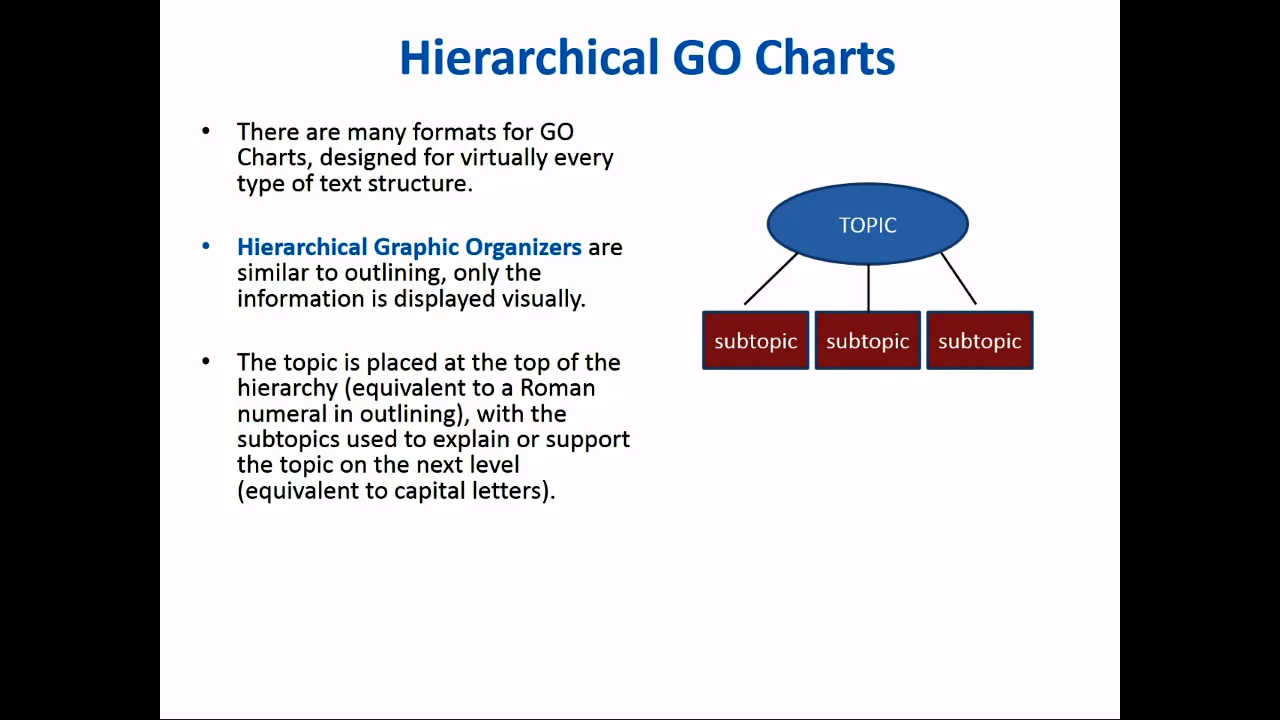 Hierarchical GO Charts
• There are many formats for GO
Charts, designed for virtually every
type of text structure.
• Hierarchical Graphic Organizers are
similar to outlining, only the
information is displayed visually.
• The topic is placed at the top of the
hierarchy (equivalent to a Roman
numeral in outlining), with the
subtopics used to explain or support
the topic on the next level
(equivalent to capital letters).
TOPIC
subtopic subtopic subtopic